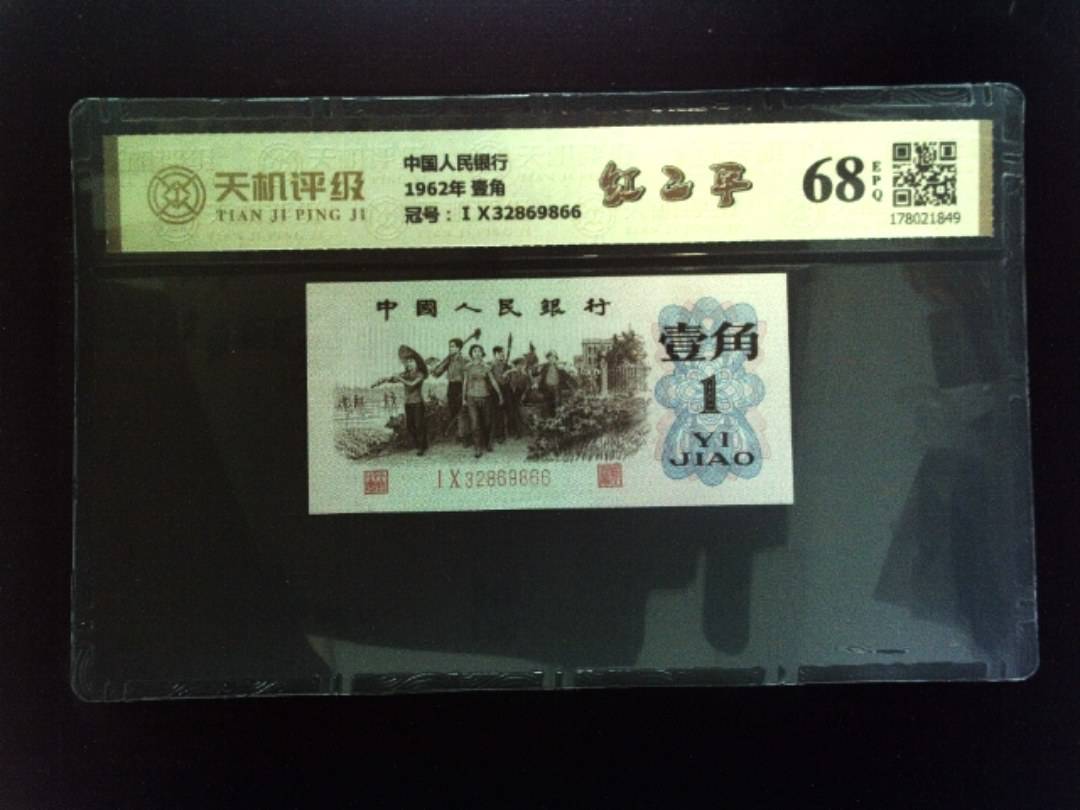 天机评级
TIAN JI PING JI
中国人民银行
1962年 壹角
冠号：ⅠⅩ32869866
红二平
68
EPQ
178021849
中國人民銀行
壹角
1
YI
JIAO
ⅠⅩ32869866